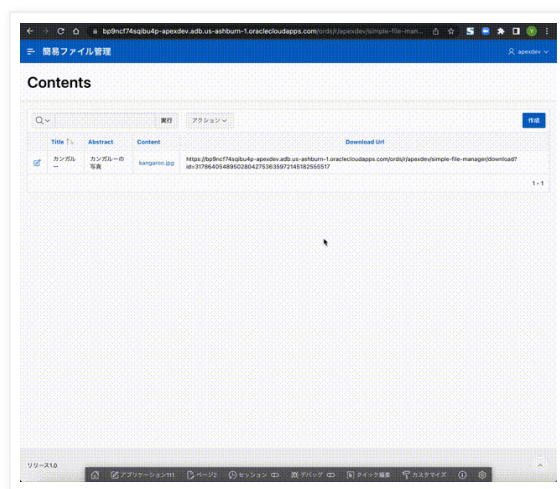 bp9ncf74sqibu4p-apexdev.adb.us-ashburn-1.oraclecloudapps.com/ords/r/apexdev/simple-file-man...
簡易ファイル管理
apexdev
Contents
実行
アクション
作成
Title
Abstract
Content
Download Url
カンガルー
カンガルーの写真
kangaroo.jpg
https://bp9ncf74sqibu4p-apexdev.adb.us-ashburn-1.oraclecloudapps.com/ords/r/apexdev/simple-file-manager/download?
id=317864054895028042753635972145182555517
1 - 1
リリース1.0
アプリケーション111
ページ2
セッション
デバッグ
クイック編集
カスタマイズ